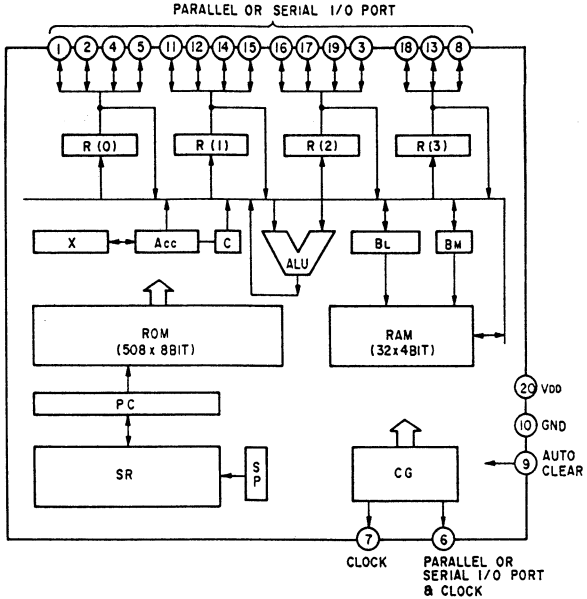 PARALLEL OR SERIAL I/O PORT
1 2 4 5 11 12 14 15 16 17 19 3 18 13 8
R(0) R(1) R(2) R(3)
X Acc C ALU BL BM
ROM
(508 x 8BIT)
RAM
(32x4BIT)
PC
SR
SP
CG
20 VDD
10 GND
9 AUTO
CLEAR
7 6
CLOCK
PARALLEL OR
SERIAL I/O PORT
& CLOCK